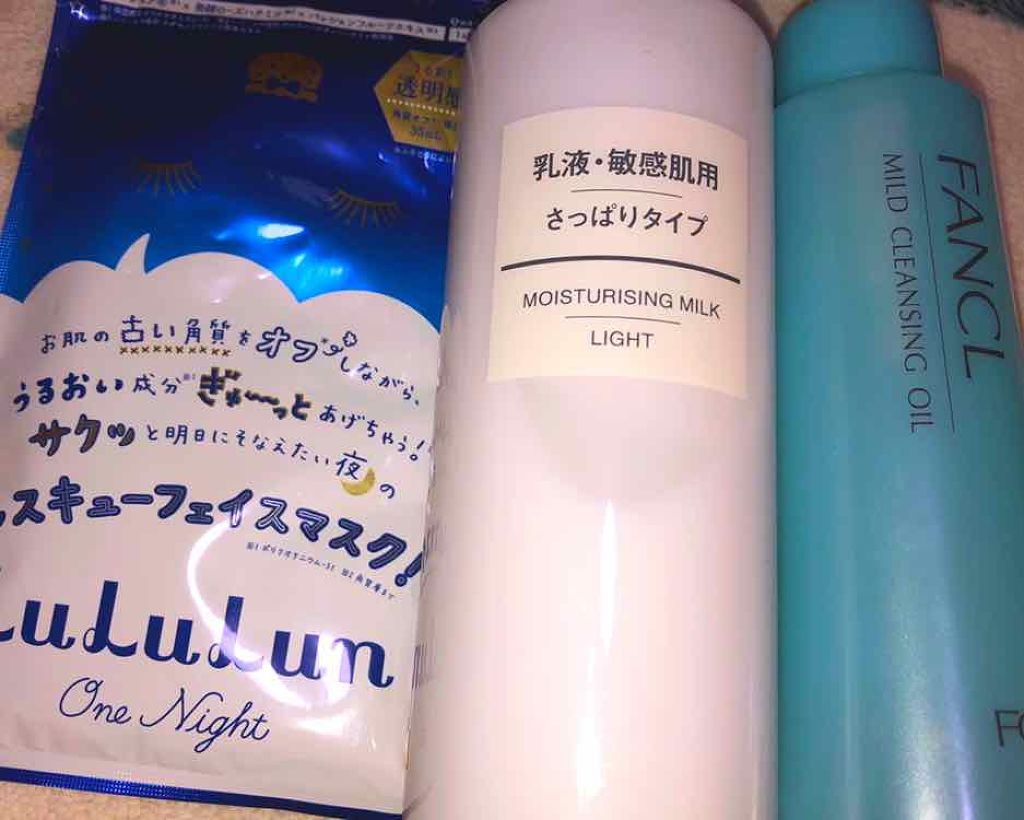 透明感
35mL
お肌の古い角質をオフしながら、
うるおい成分ぎゅ〜っとあげちゃう!
サクッと明日にそなえたい夜の
スキューフェイスマスク!
LuLuLun
One Night
乳液・敏感肌用
さっぱりタイプ
MOISTURISING MILK
LIGHT
FANCL
MILD CLEANSING OIL